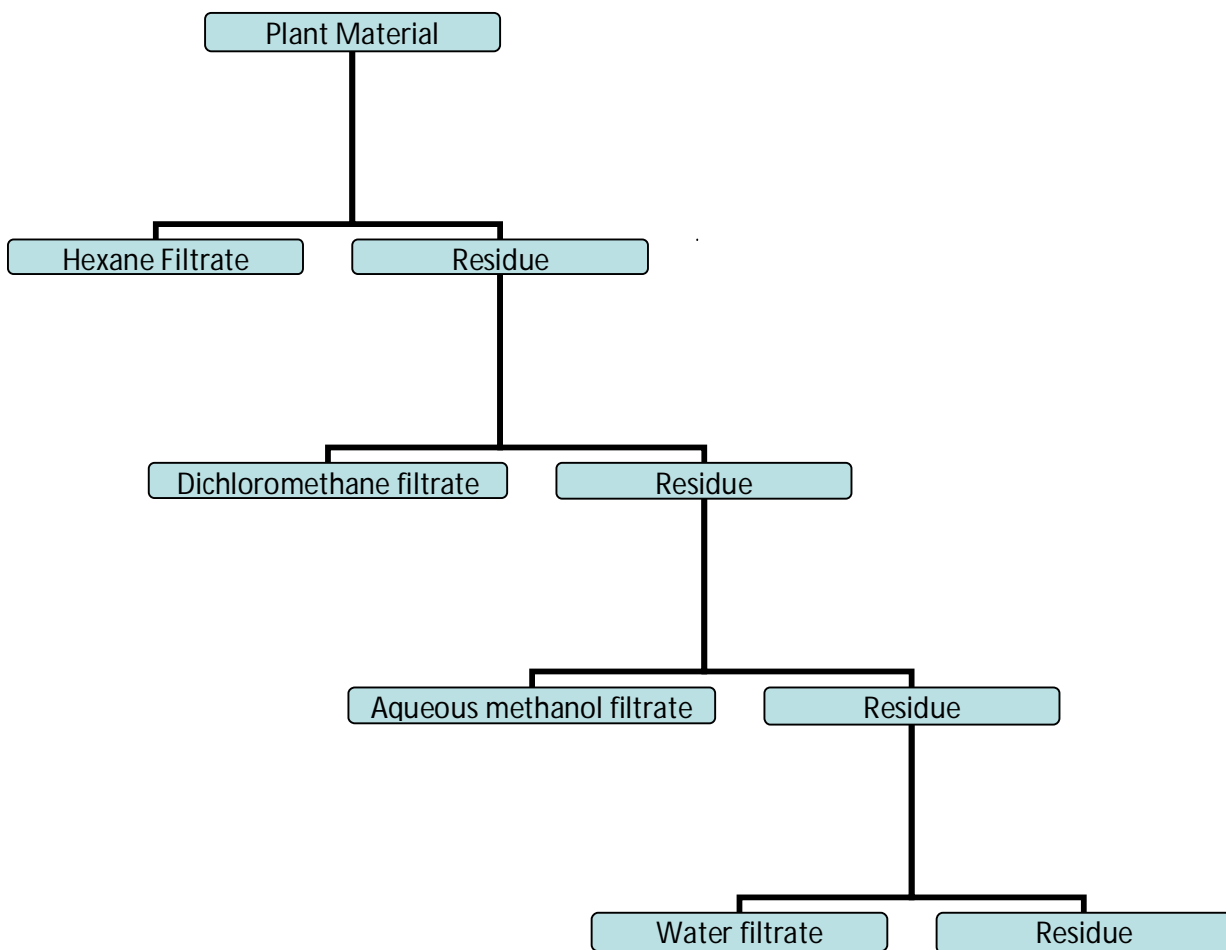 Plant Material
Hexane Filtrate
Residue
Dichloromethane filtrate
Residue
Aqueous methanol filtrate
Residue
Water filtrate
Residue